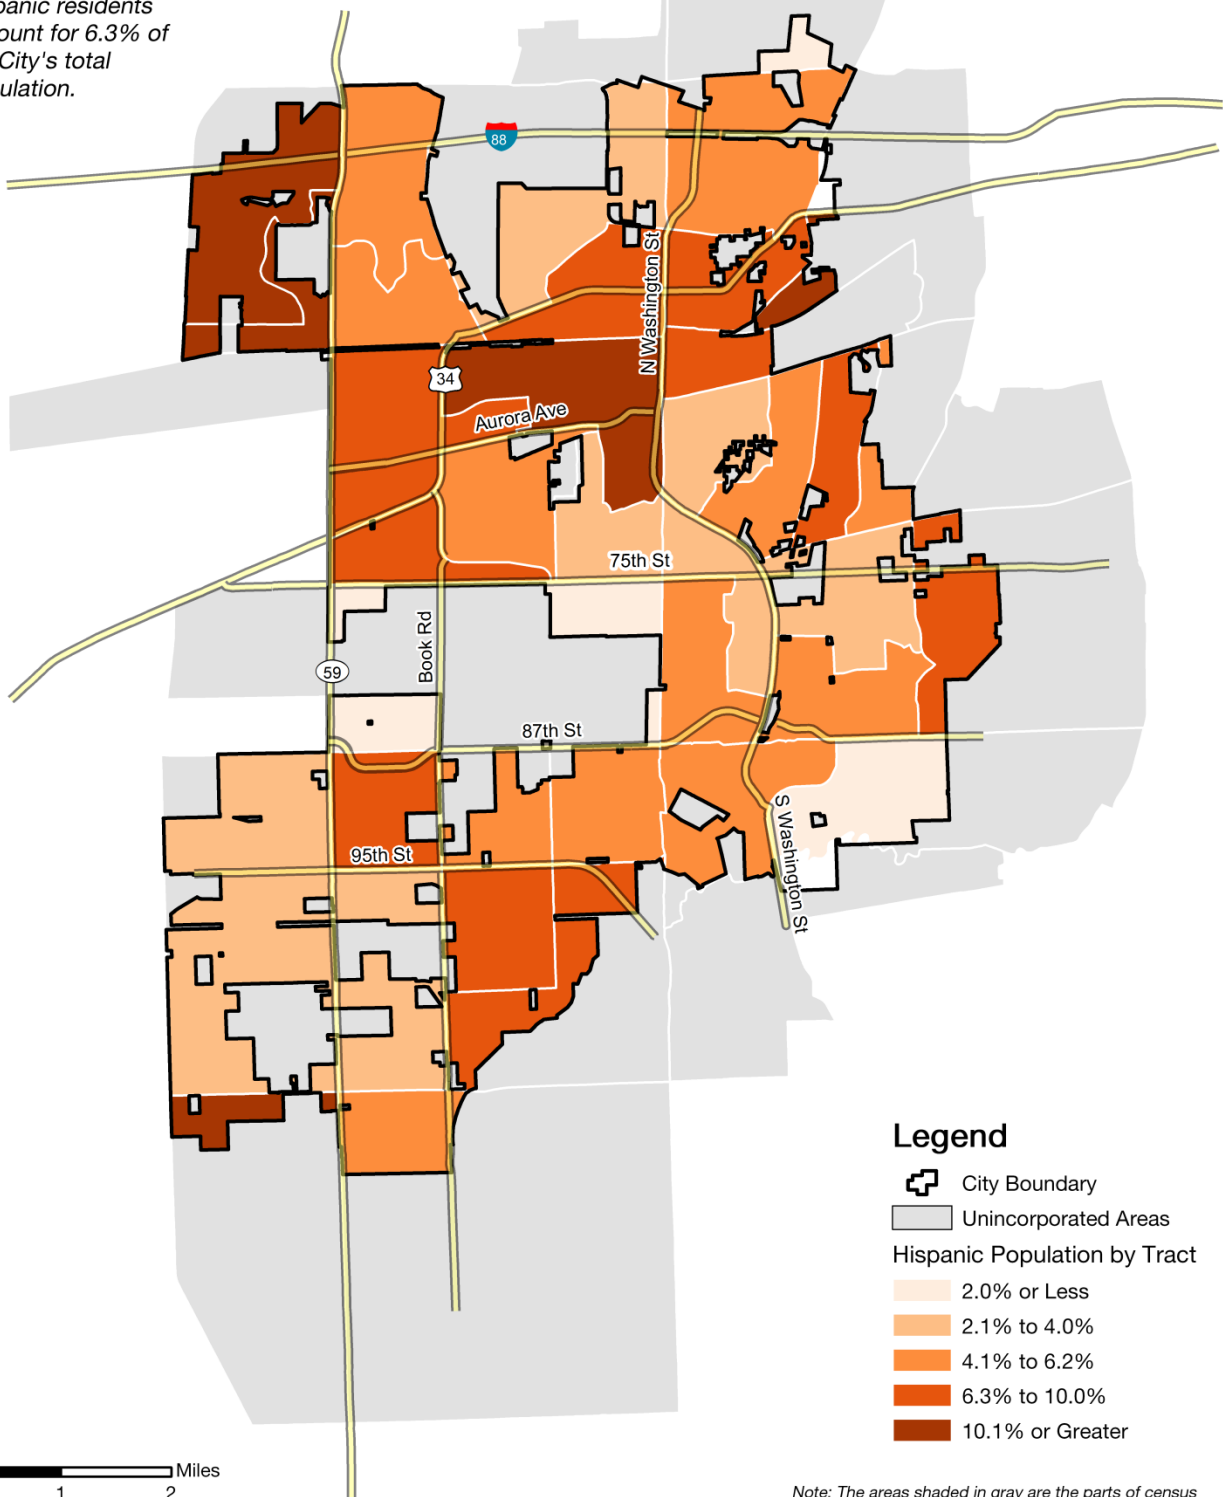 panic residents
ount for 6.3% of
City's total
ulation.
88
N Washington St
34
Aurora Ave
75th St
Book Rd
59
87th St
S Washington St
95th St
Legend
City Boundary
Unincorporated Areas
Hispanic Population by Tract
2.0% or Less
2.1% to 4.0%
4.1% to 6.2%
6.3% to 10.0%
10.1% or Greater
Miles
1 2
Note: The areas shaded in gray are the parts of census